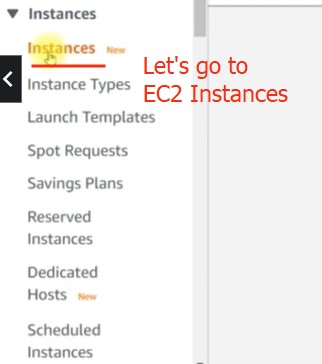 Instances
Instances New
Let's go to
EC2 Instances
Instance Types
Launch Templates
Spot Requests
Savings Plans
Reserved
Instances
Dedicated
Hosts New
Scheduled
Instances